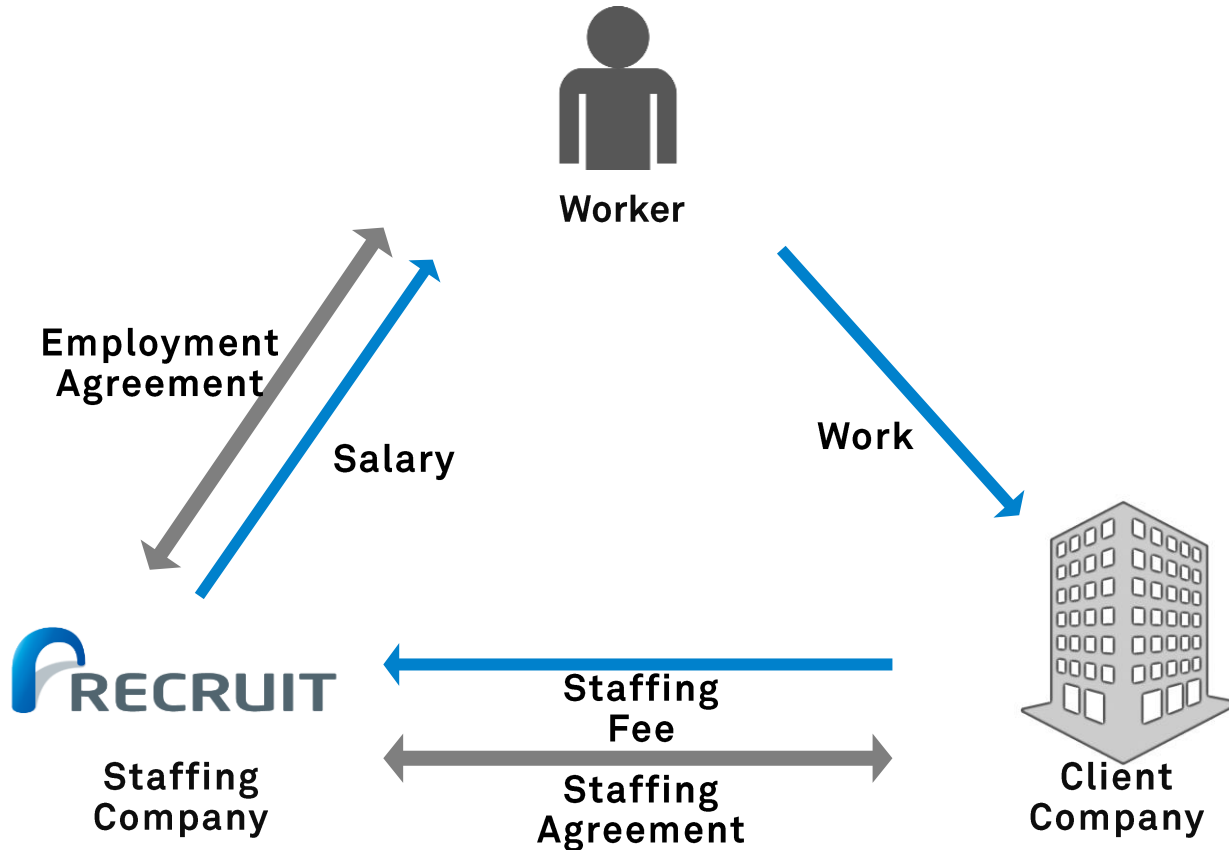 Worker
Employment
Agreement
Salary
Work
RECRUIT
Staffing
Fee
Staffing
Company
Staffing
Agreement
Client
Company